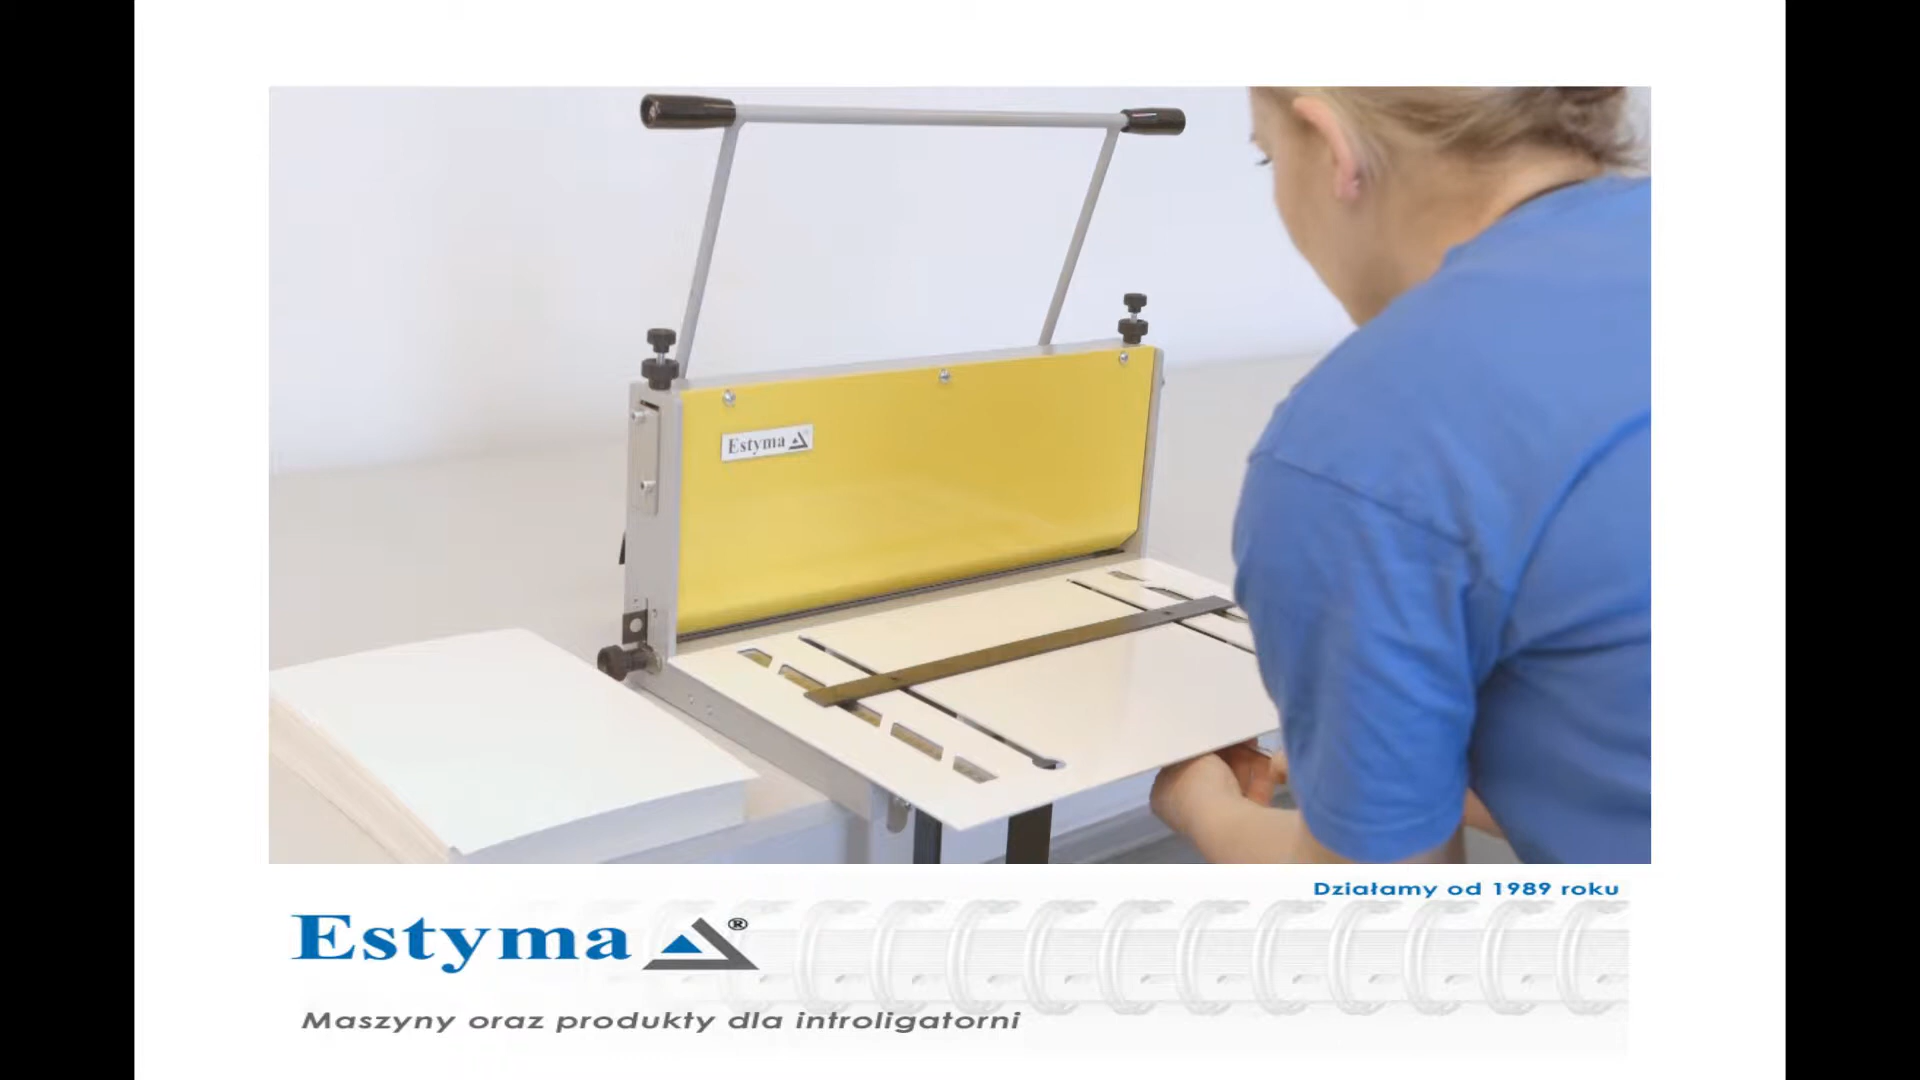 Estyma
Działamy od 1989 roku
Estyma ®
Maszyny oraz produkty dla introligatorni